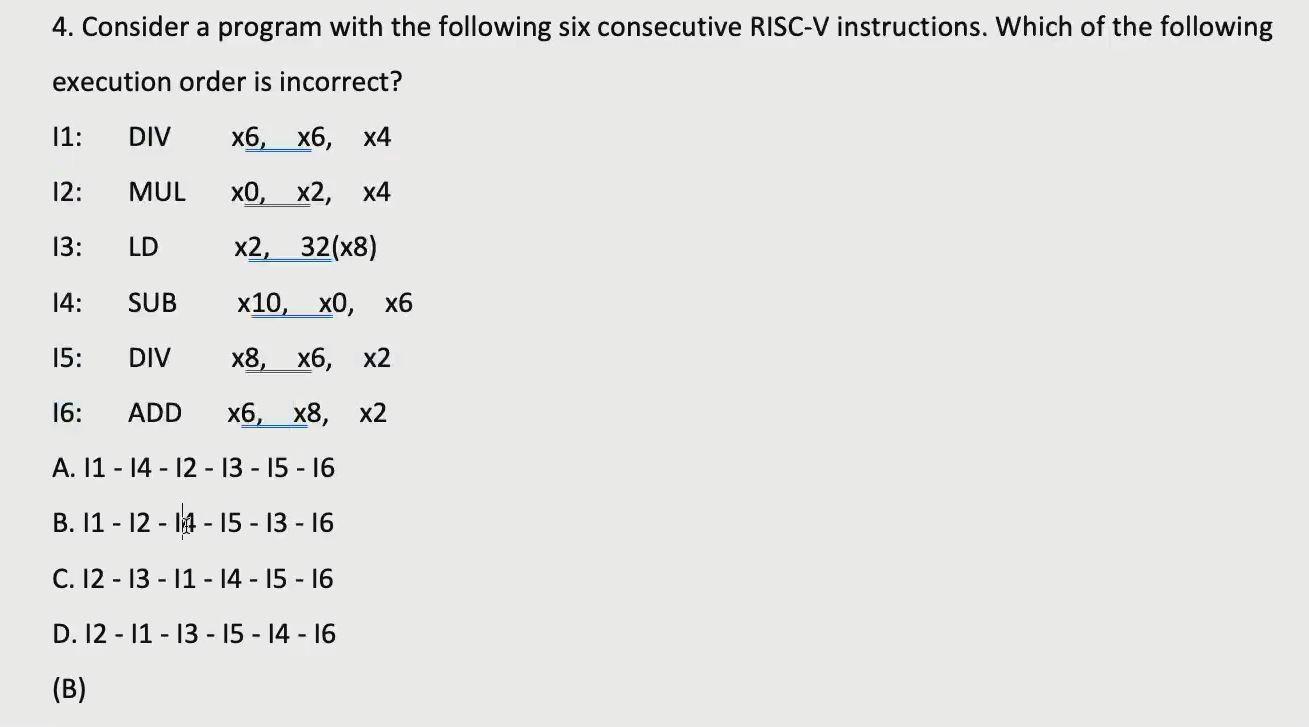 4. Consider a program with the following six consecutive RISC-V instructions. Which of the following
execution order is incorrect?
I1: DIV x6, x6, x4
I2: MUL x0, x2, x4
I3: LD x2, 32(x8)
I4: SUB x10, x0, x6
I5: DIV x8, x6, x2
I6: ADD x6, x8, x2
A. I1 - I4 - I2 - I3 - I5 - I6
B. I1 - I2 - I4 - I5 - I3 - I6
C. I2 - I3 - I1 - I4 - I5 - I6
D. I2 - I1 - I3 - I5 - I4 - I6
(B)